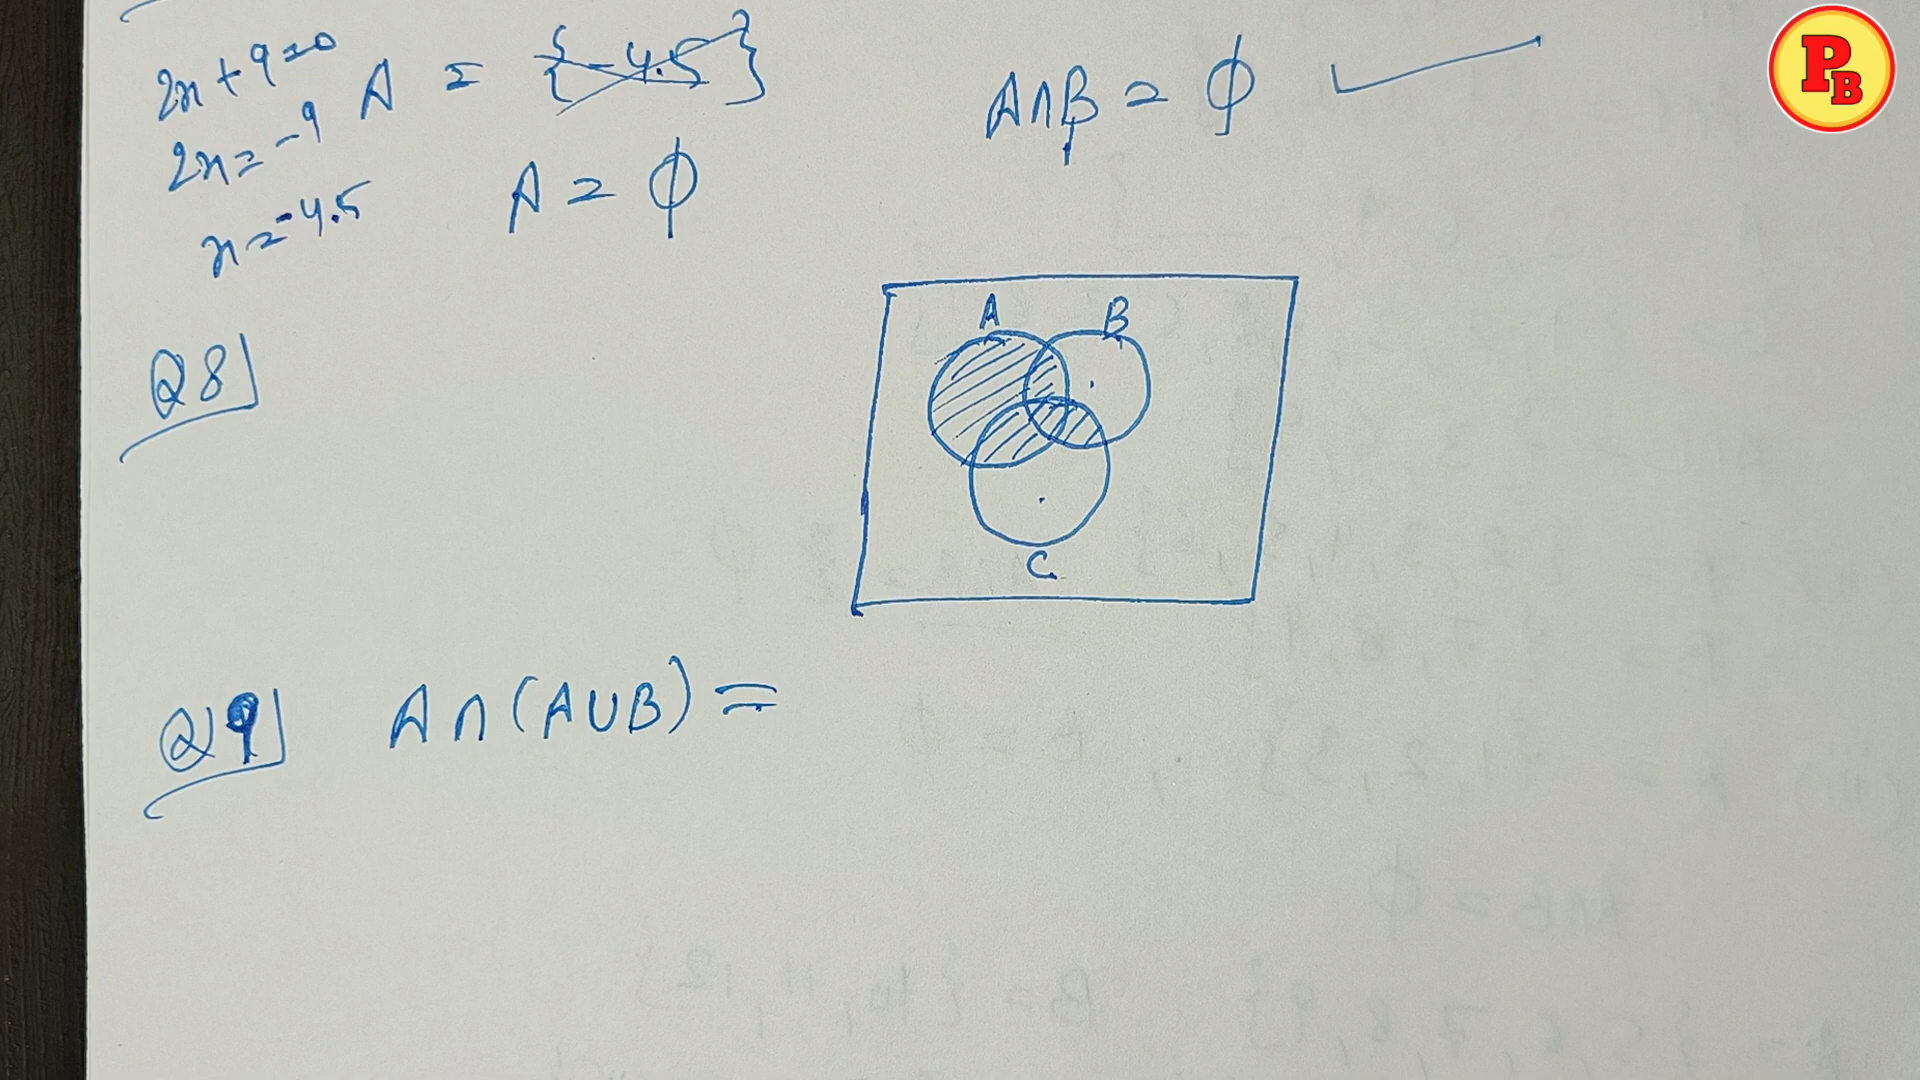 2x + 9 = 0
2x = -9
x = -4.5
A = {-4.5}
A = ϕ
A∩B = ϕ
PB
Q8
A B
C
Q9 A∩(A∪B) =